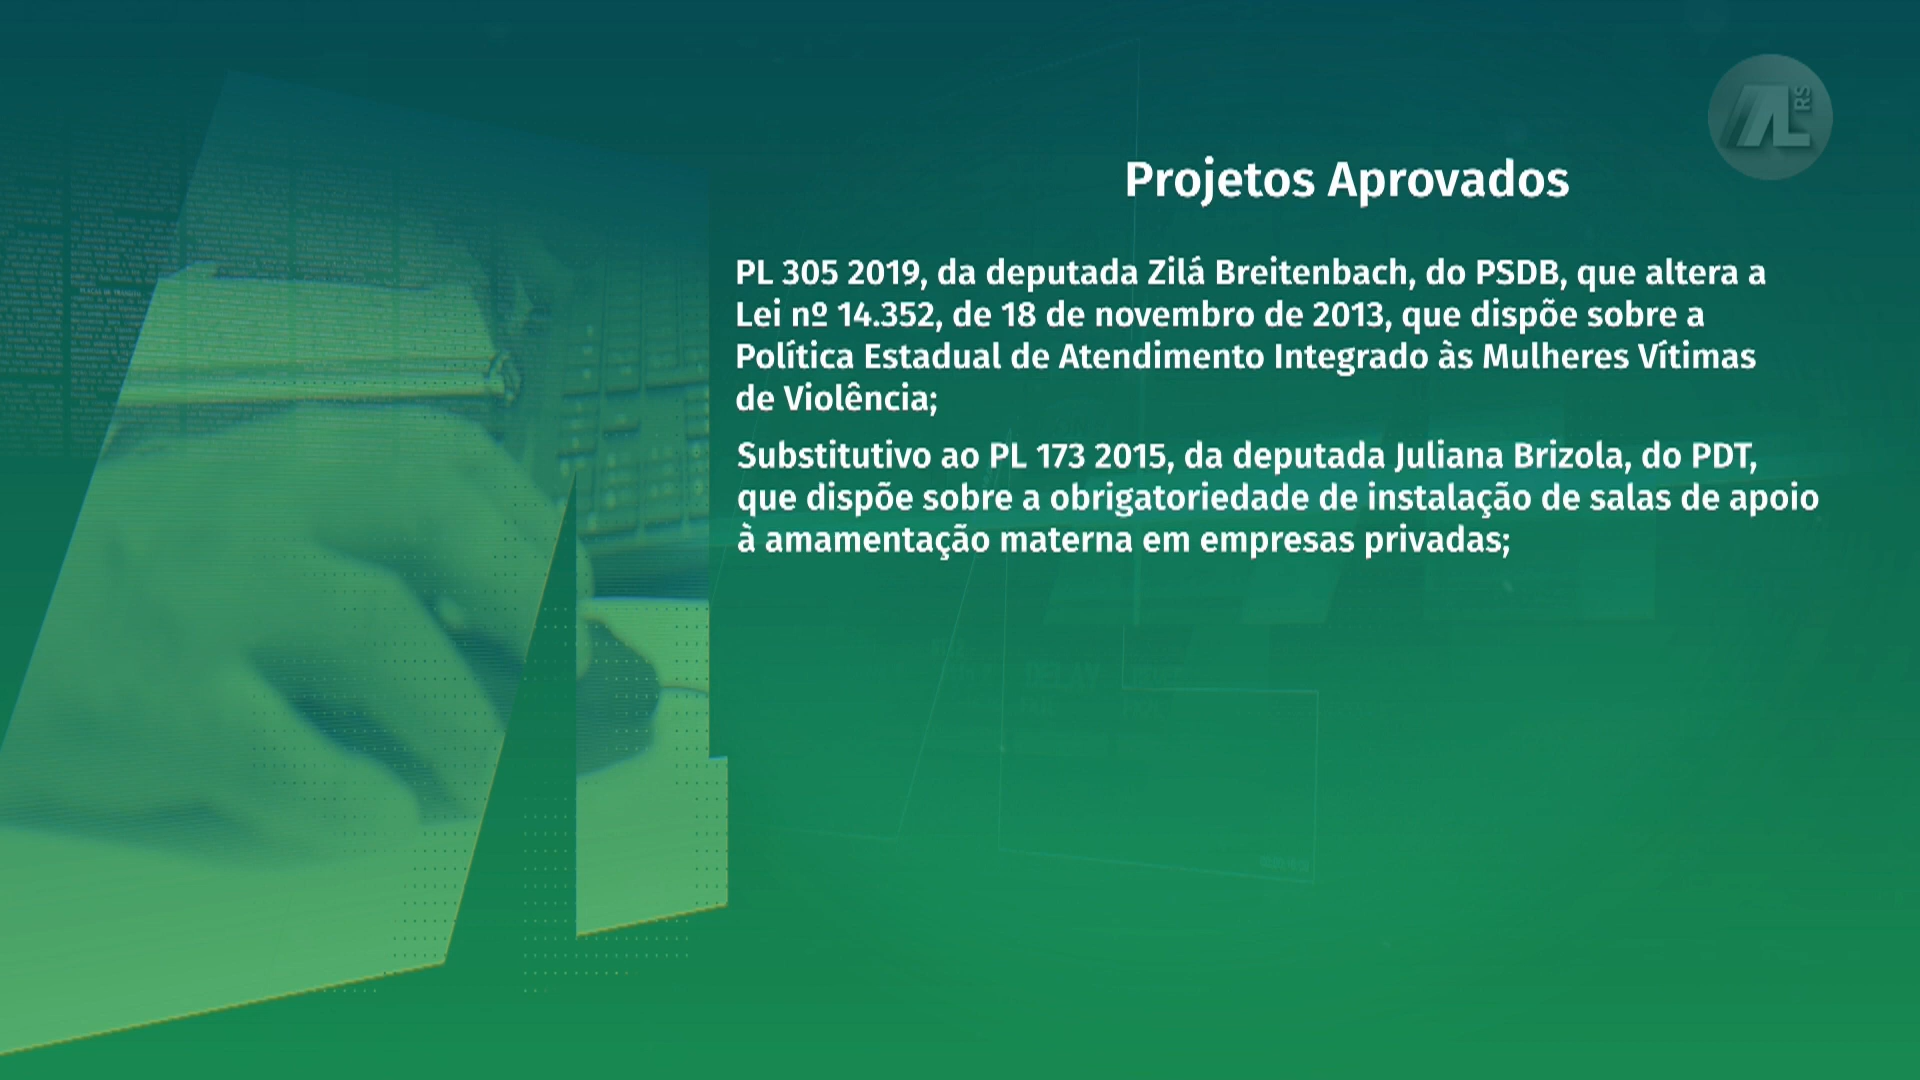 AL RS
Projetos Aprovados
PL 305 2019, da deputada Zilá Breitenbach, do PSDB, que altera a
Lei nº 14.352, de 18 de novembro de 2013, que dispõe sobre a
Política Estadual de Atendimento Integrado às Mulheres Vítimas
de Violência;
Substitutivo ao PL 173 2015, da deputada Juliana Brizola, do PDT,
que dispõe sobre a obrigatoriedade de instalação de salas de apoio
à amamentação materna em empresas privadas;